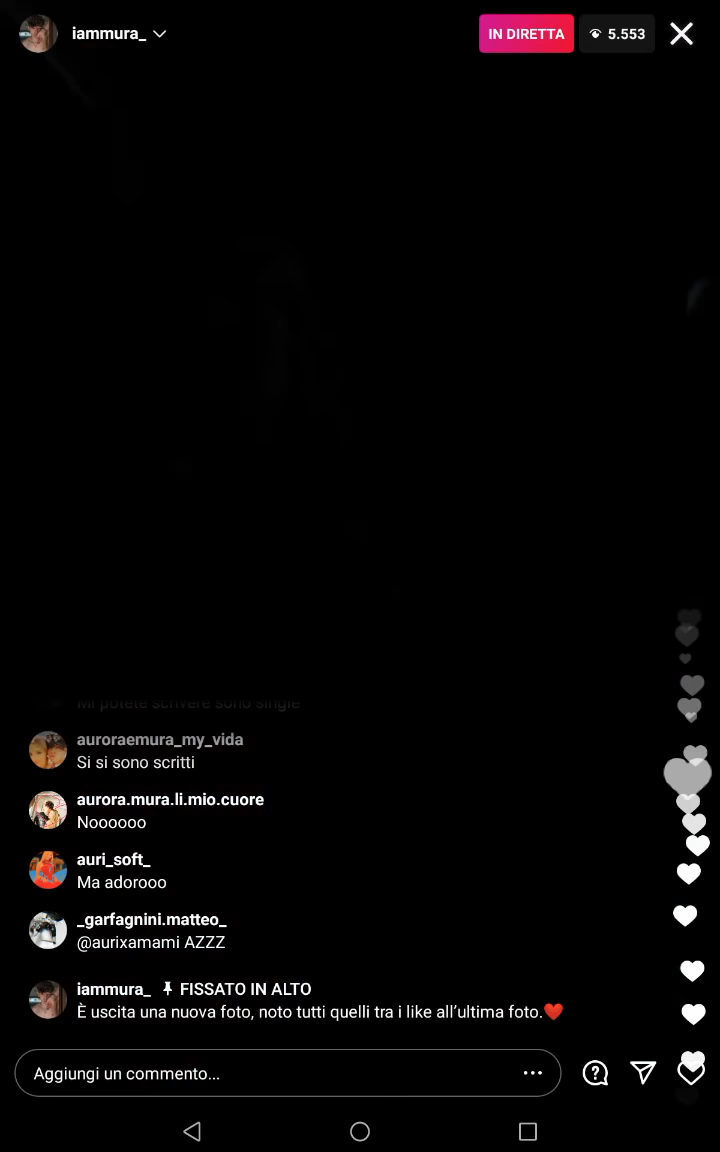 iammura_
IN DIRETTA
5.553
Mi potete scrivere sono single
auroraemura_my_vida
Si si sono scritti
aurora.mura.li.mio.cuore
Noooooo
auri_soft_
Ma adorooo
_garfagnini.matteo_
@aurixamami AZZZ
iammura_ FISSATO IN ALTO
È uscita una nuova foto, noto tutti quelli tra i like all’ultima foto.❤️
Aggiungi un commento...